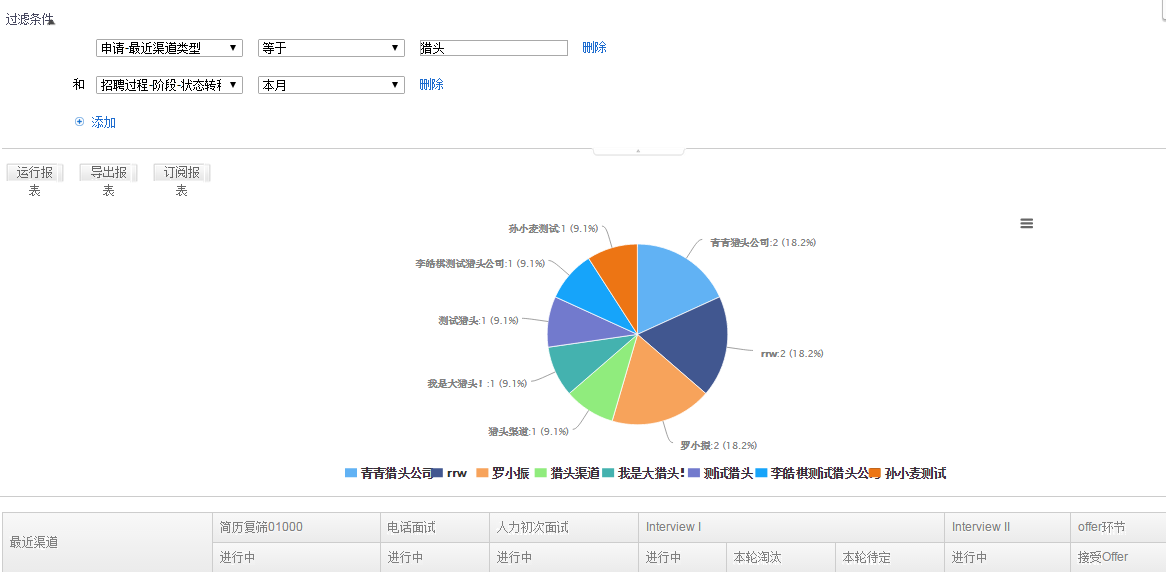 过滤条件
申请-最近渠道类型 等于 猎头 删除
和 招聘过程-阶段-状态转移 本月 删除
添加
运行报表 导出报表 订阅报表
孙小麦测试:1 (9.1%)
青青猎头公司:2 (18.2%)
李皓棋测试猎头公司:1 (9.1%)
测试猎头:1 (9.1%)
rrw:2 (18.2%)
我是大猎头!:1 (9.1%)
猎头渠道:1 (9.1%)
罗小振:2 (18.2%)
青青猎头公司 rrw 罗小振 猎头渠道 我是大猎头! 测试猎头 李皓棋测试猎头公司 孙小麦测试
最近渠道 简历复筛01000 电话面试 人力初次面试 Interview I Interview II offer环节
进行中 进行中 进行中 进行中 本轮淘汰 本轮待定 进行中 接受Offer